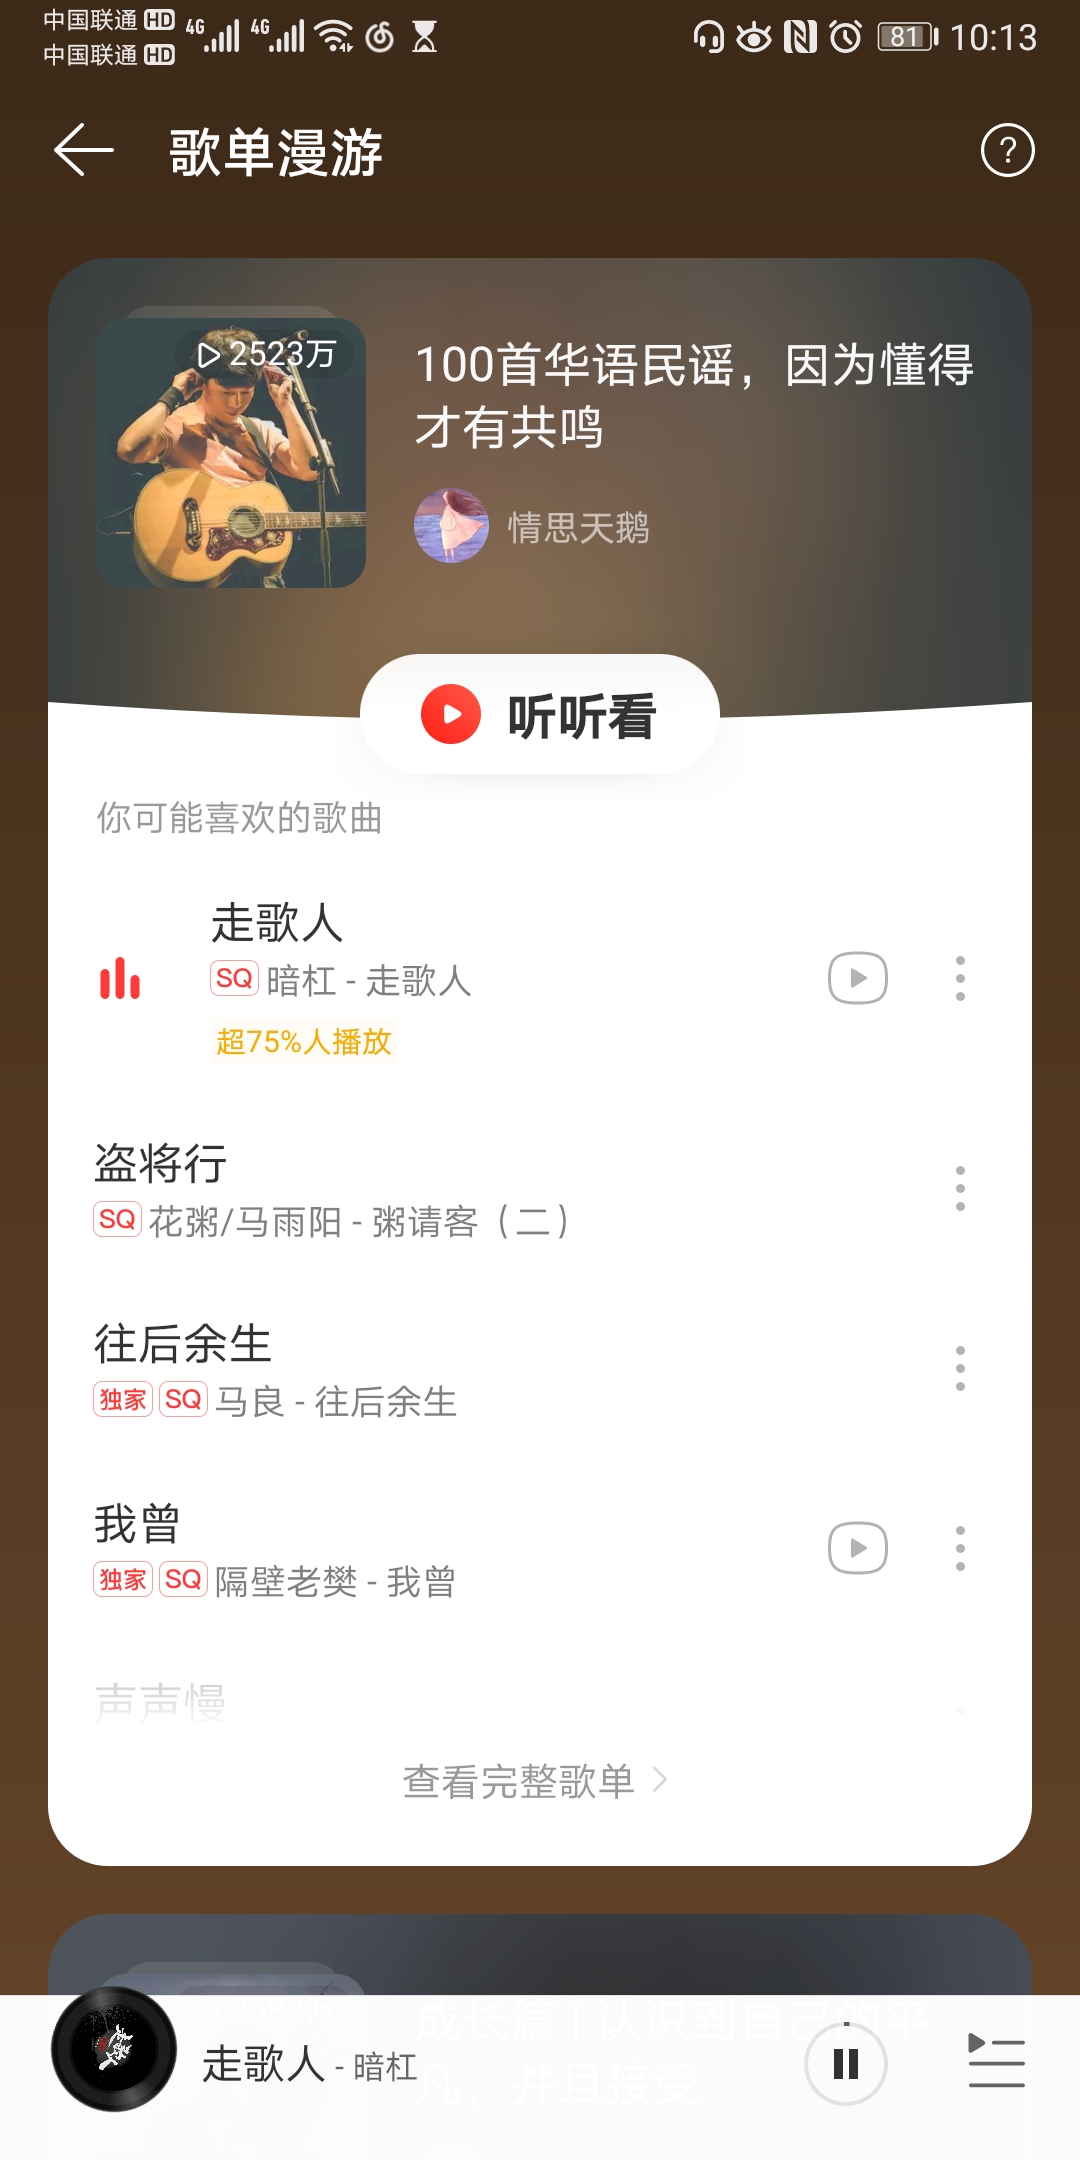 中国联通 HD 4G 4G
中国联通 HD
81 10:13
歌单漫游
?
2523万
100首华语民谣，因为懂得
才有共鸣
情思天鹅
听听看
你可能喜欢的歌曲
走歌人
SQ 暗杠 - 走歌人
超75%人播放
盗将行
SQ 花粥/马雨阳 - 粥请客（二）
往后余生
独家 SQ 马良 - 往后余生
我曾
独家 SQ 隔壁老樊 - 我曾
声声慢
查看完整歌单
2583万
成长篇 | 认识到自己的平
凡，并且接受
走歌人 - 暗杠